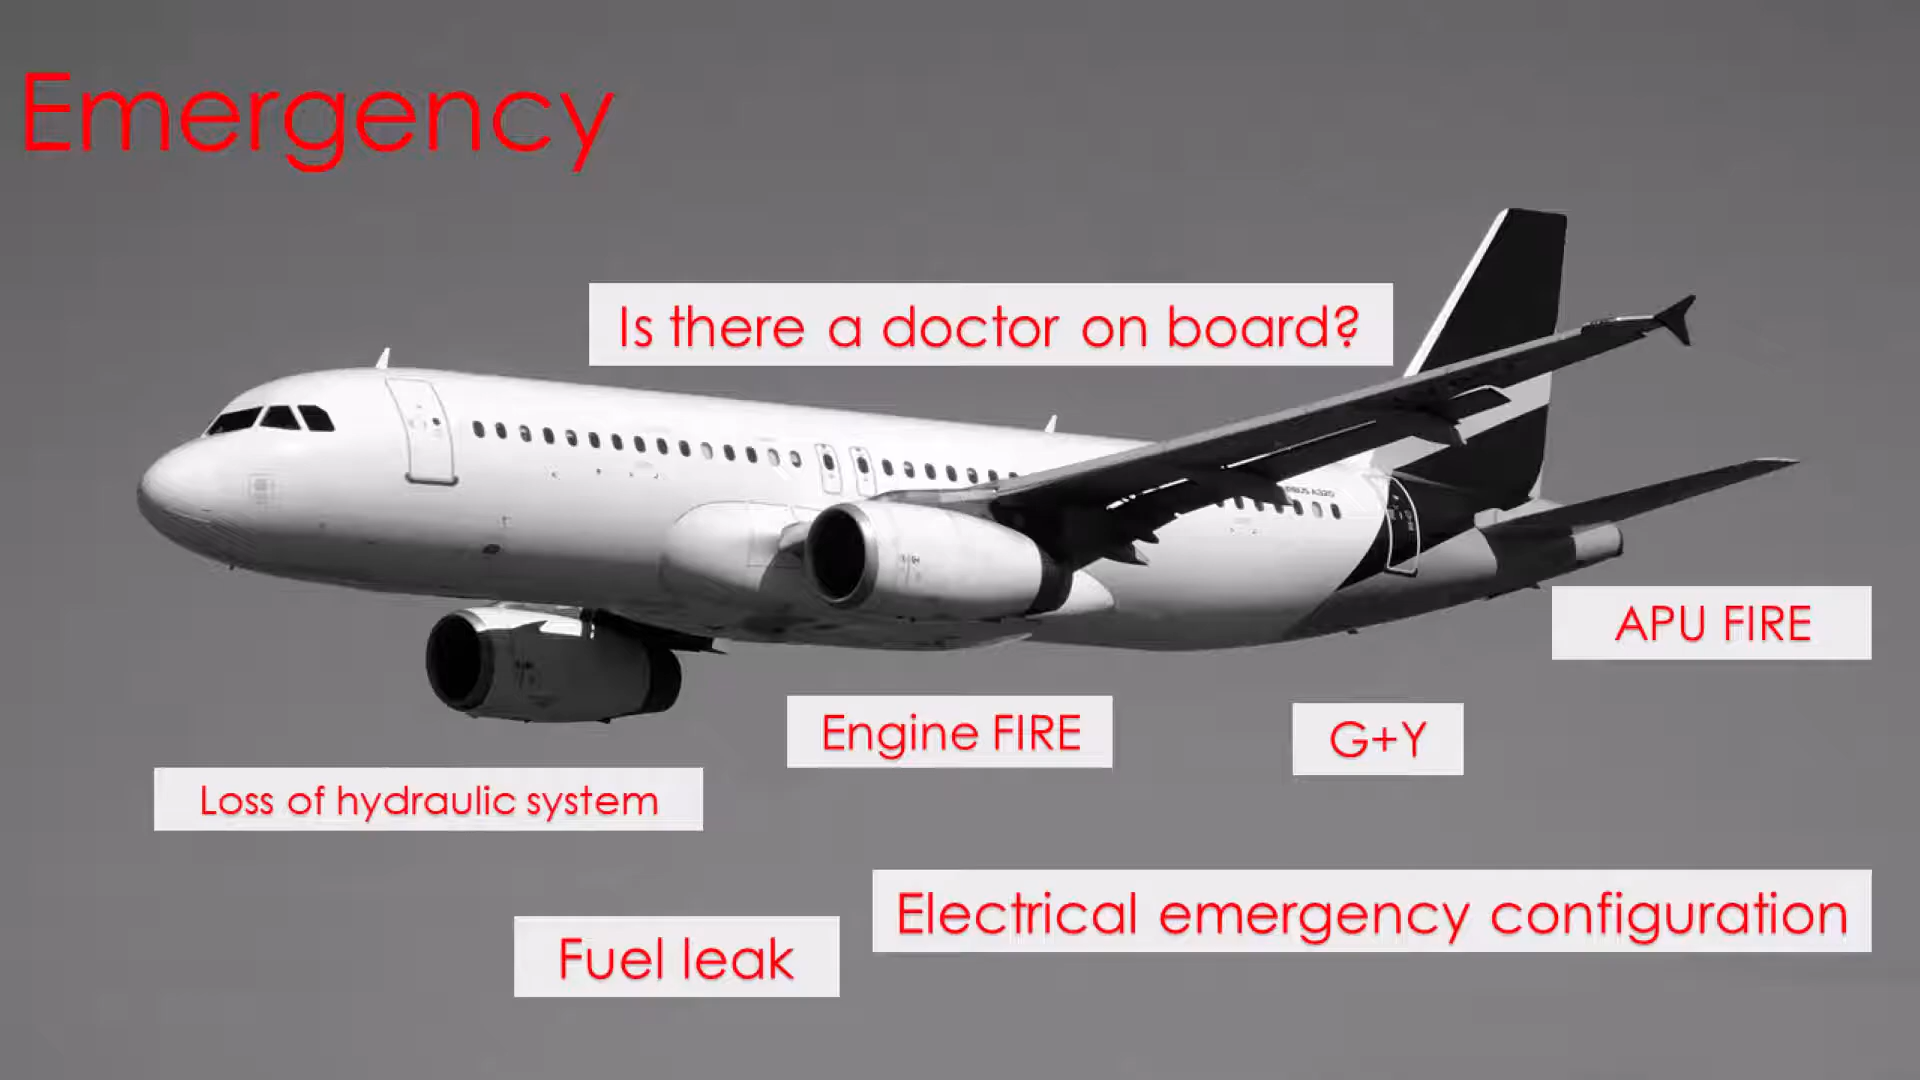 Emergency
Is there a doctor on board?
APU FIRE
Engine FIRE
G+Y
Loss of hydraulic system
Electrical emergency configuration
Fuel leak